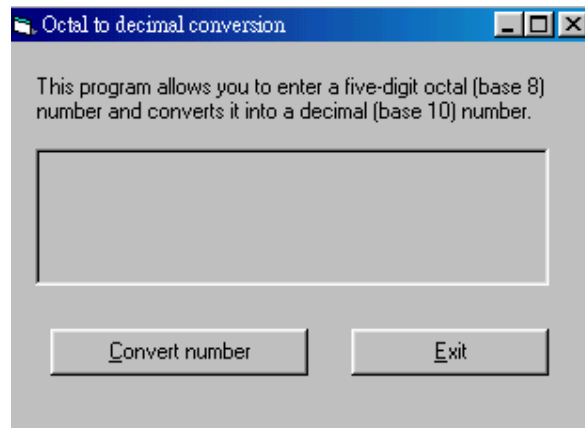 Octal to decimal conversion
This program allows you to enter a five-digit octal (base 8)
number and converts it into a decimal (base 10) number.
Convert number
Exit